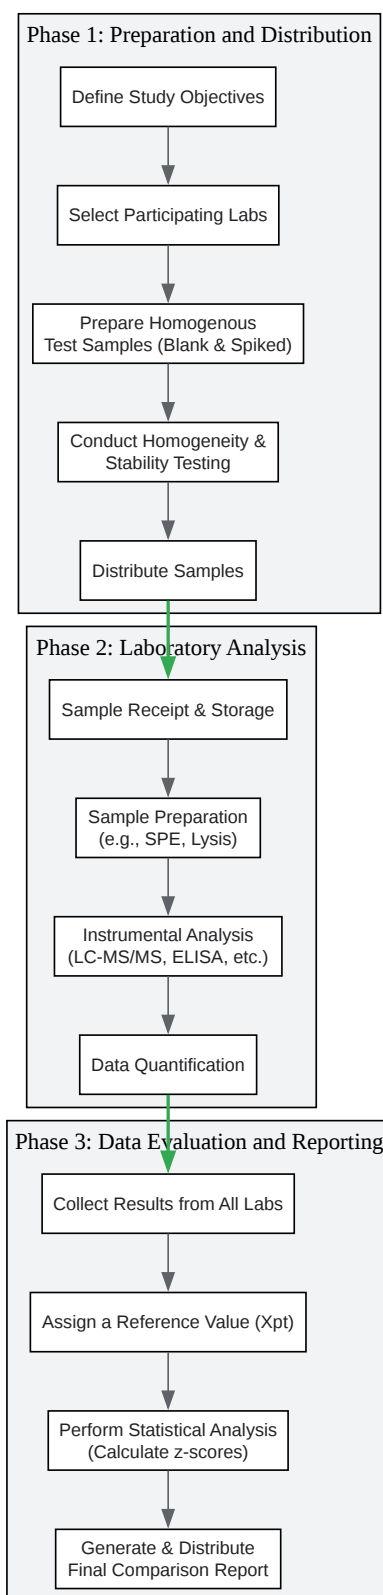 Phase 1: Preparation and Distribution
Define Study Objectives
Select Participating Labs
Prepare Homogenous
Test Samples (Blank & Spiked)
Conduct Homogeneity &
Stability Testing
Distribute Samples
Phase 2: Laboratory Analysis
Sample Receipt & Storage
Sample Preparation
(e.g., SPE, Lysis)
Instrumental Analysis
(LC-MS/MS, ELISA, etc.)
Data Quantification
Phase 3: Data Evaluation and Reporting
Collect Results from All Labs
Assign a Reference Value (Xpt)
Perform Statistical Analysis
(Calculate z-scores)
Generate & Distribute
Final Comparison Report